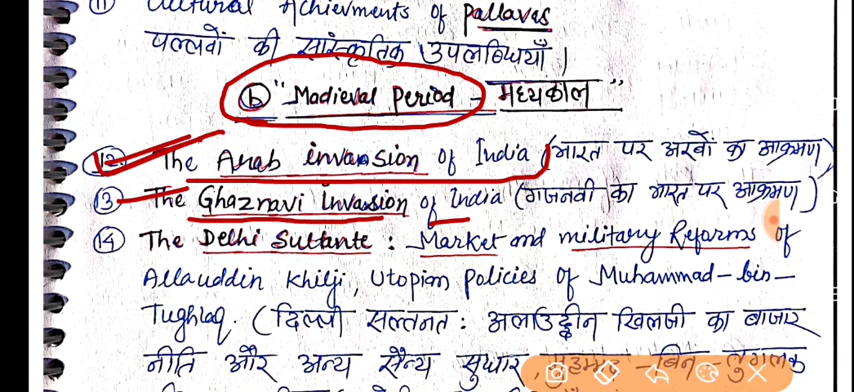 ⑪ Cultural Achievments of Pallavas
पल्लवों की सांस्कृतिक उपलब्धियाँ।
ⓑ "Madieval Period - मध्यकाल"
⑫ The Arab invansion of India (भारत पर अरबों का आक्रमण)
⑬ The Ghaznavi Invassion of India (गजनवी का भारत पर आक्रमण)
⑭ The Delhi Sultante : Market and military Reforms of
Allauddin Khilji, Utopian Policies of Muhammad-bin-
Tughlaq. (दिल्ली सल्तनत : अलाउद्दीन खिलजी का बाजार
नीति और अन्य सैन्य सुधार, मुहम्मद-बिन-तुगलक